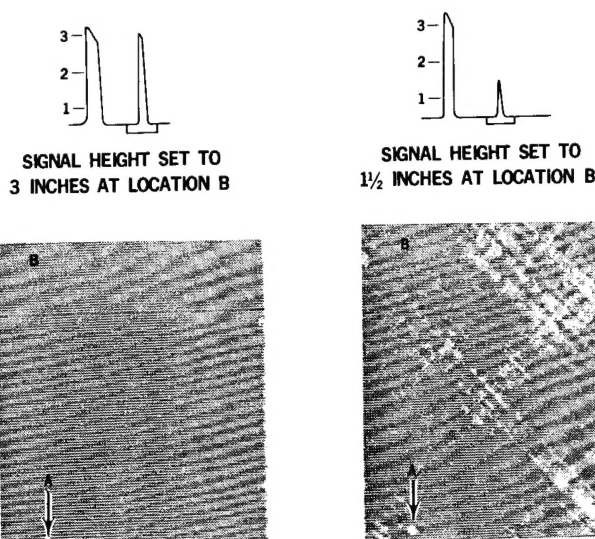 3
2
1
SIGNAL HEIGHT SET TO
3 INCHES AT LOCATION B
B
A
3
2
1
SIGNAL HEIGHT SET TO
1½ INCHES AT LOCATION B
B
A